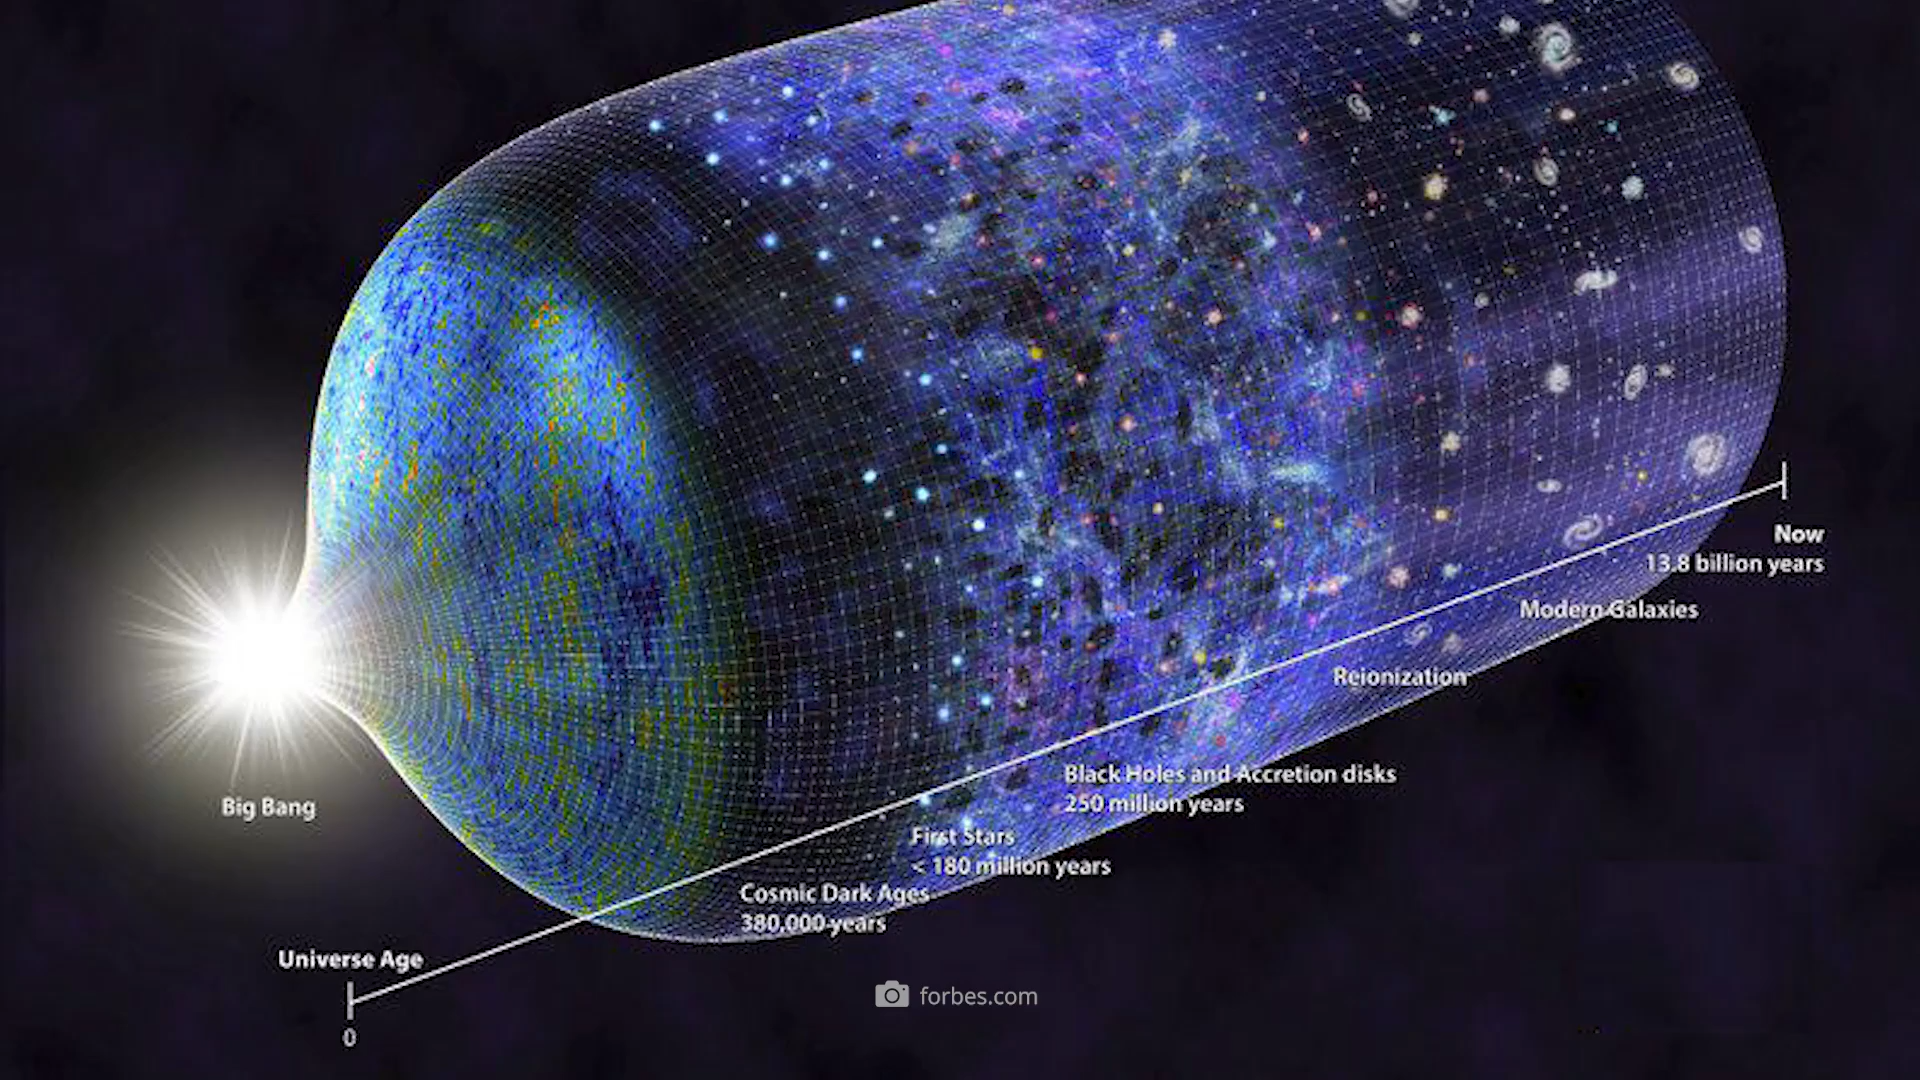 Now
13.8 billion years
Modern Galaxies
Reionization
Black Holes and Accretion disks
250 million years
First Stars
< 180 million years
Cosmic Dark Ages
380,000 years
Big Bang
Universe Age
0
forbes.com